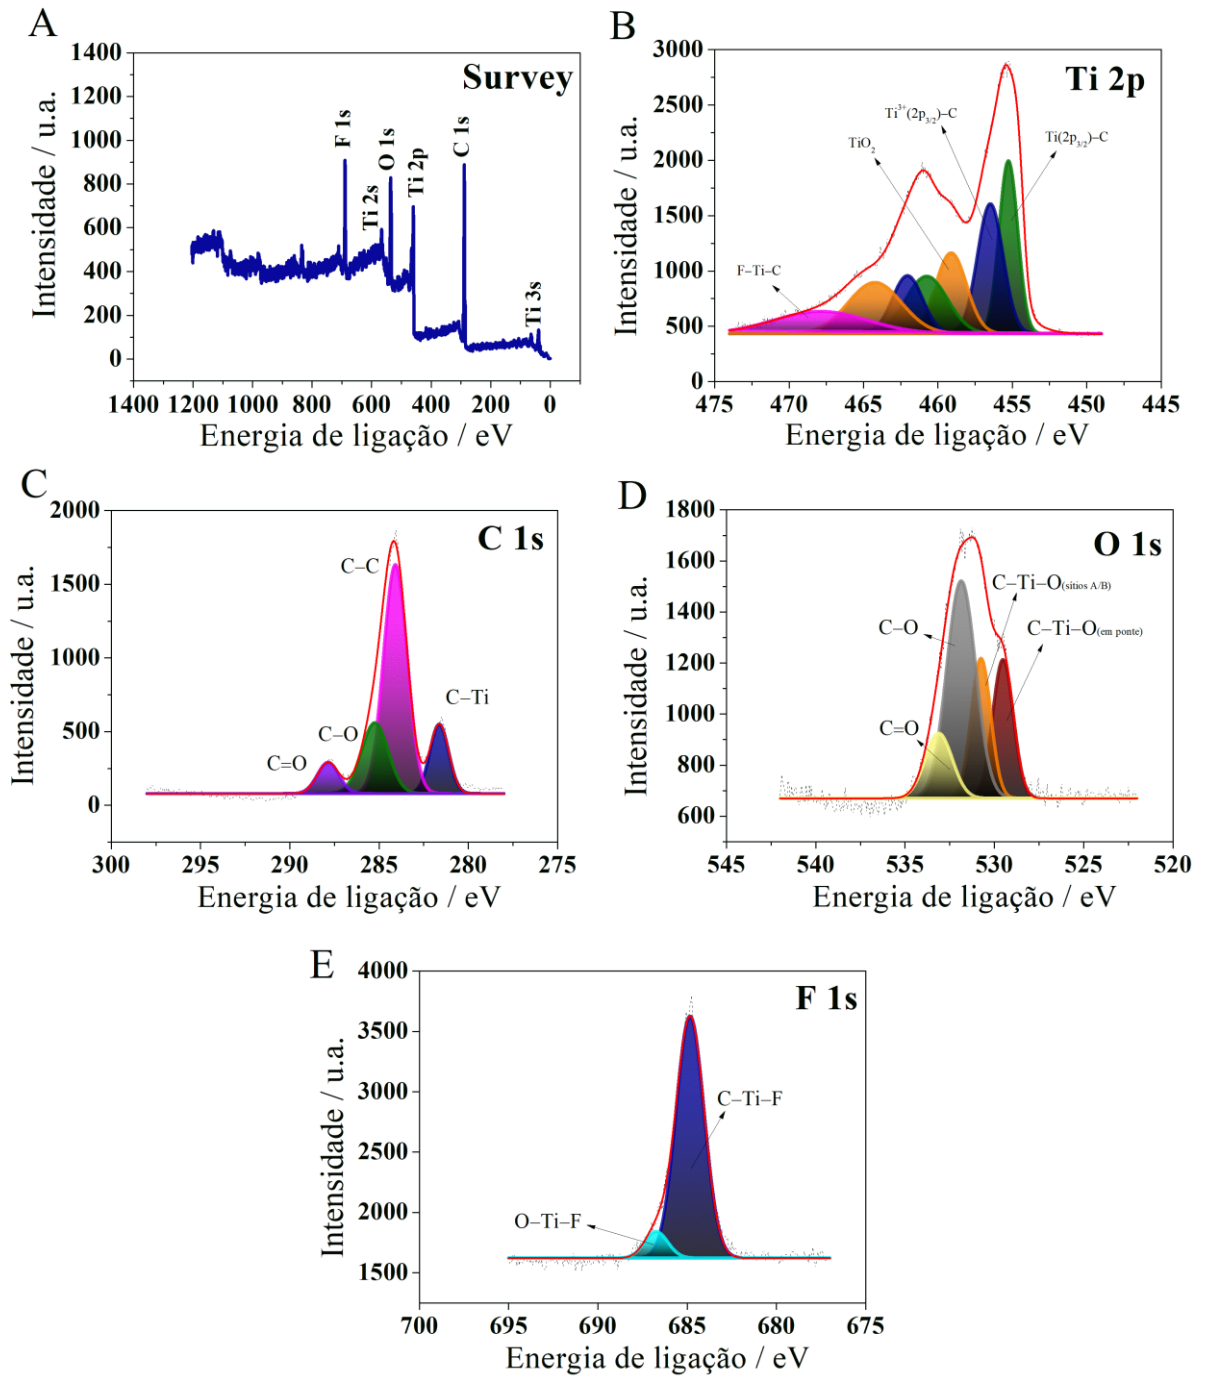 A
Survey
1400
1200
1000
800
600
400
200
0
F 1s
Ti 2s
O 1s
Ti 2p
C 1s
Ti 3s
1400 1200 1000 800 600 400 200 0
Intensidade / u.a.
Energia de ligação / eV
B
Ti 2p
3000
2500
2000
1500
1000
500
0
Ti³⁺(2p₃/₂)–C
TiO₂
Ti(2p₃/₂)–C
F–Ti–C
475 470 465 460 455 450 445
Intensidade / u.a.
Energia de ligação / eV
C
C 1s
2000
1500
1000
500
0
C–C
C–Ti
C–O
C=O
300 295 290 285 280 275
Intensidade / u.a.
Energia de ligação / eV
D
O 1s
1800
1600
1400
1200
1000
800
600
C–Ti–O(sítios A/B)
C–O
C–Ti–O(em ponte)
C=O
545 540 535 530 525 520
Intensidade / u.a.
Energia de ligação / eV
E
F 1s
4000
3500
3000
2500
2000
1500
C–Ti–F
O–Ti–F
700 695 690 685 680 675
Intensidade / u.a.
Energia de ligação / eV